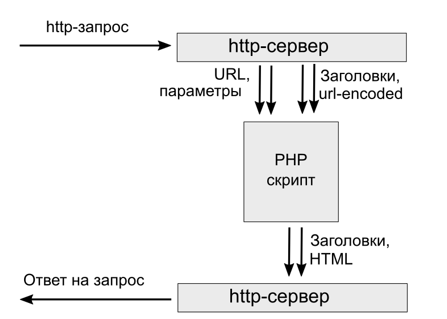 http-запрос
http-сервер
URL,
параметры
Заголовки,
url-encoded
PHP
скрипт
Заголовки,
HTML
Ответ на запрос
http-сервер